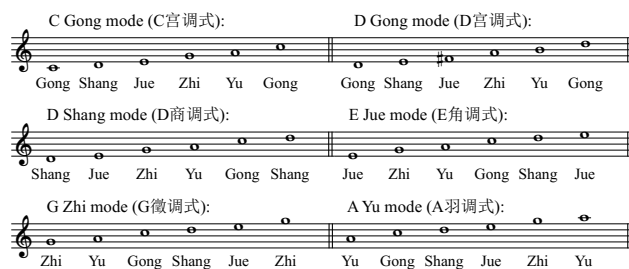 C Gong mode (C宫调式): D Gong mode (D宫调式):
Gong Shang Jue Zhi Yu Gong Gong Shang Jue Zhi Yu Gong
D Shang mode (D商调式): E Jue mode (E角调式):
Shang Jue Zhi Yu Gong Shang Jue Zhi Yu Gong Shang Jue
G Zhi mode (G徵调式): A Yu mode (A羽调式):
Zhi Yu Gong Shang Jue Zhi Yu Gong Shang Jue Zhi Yu